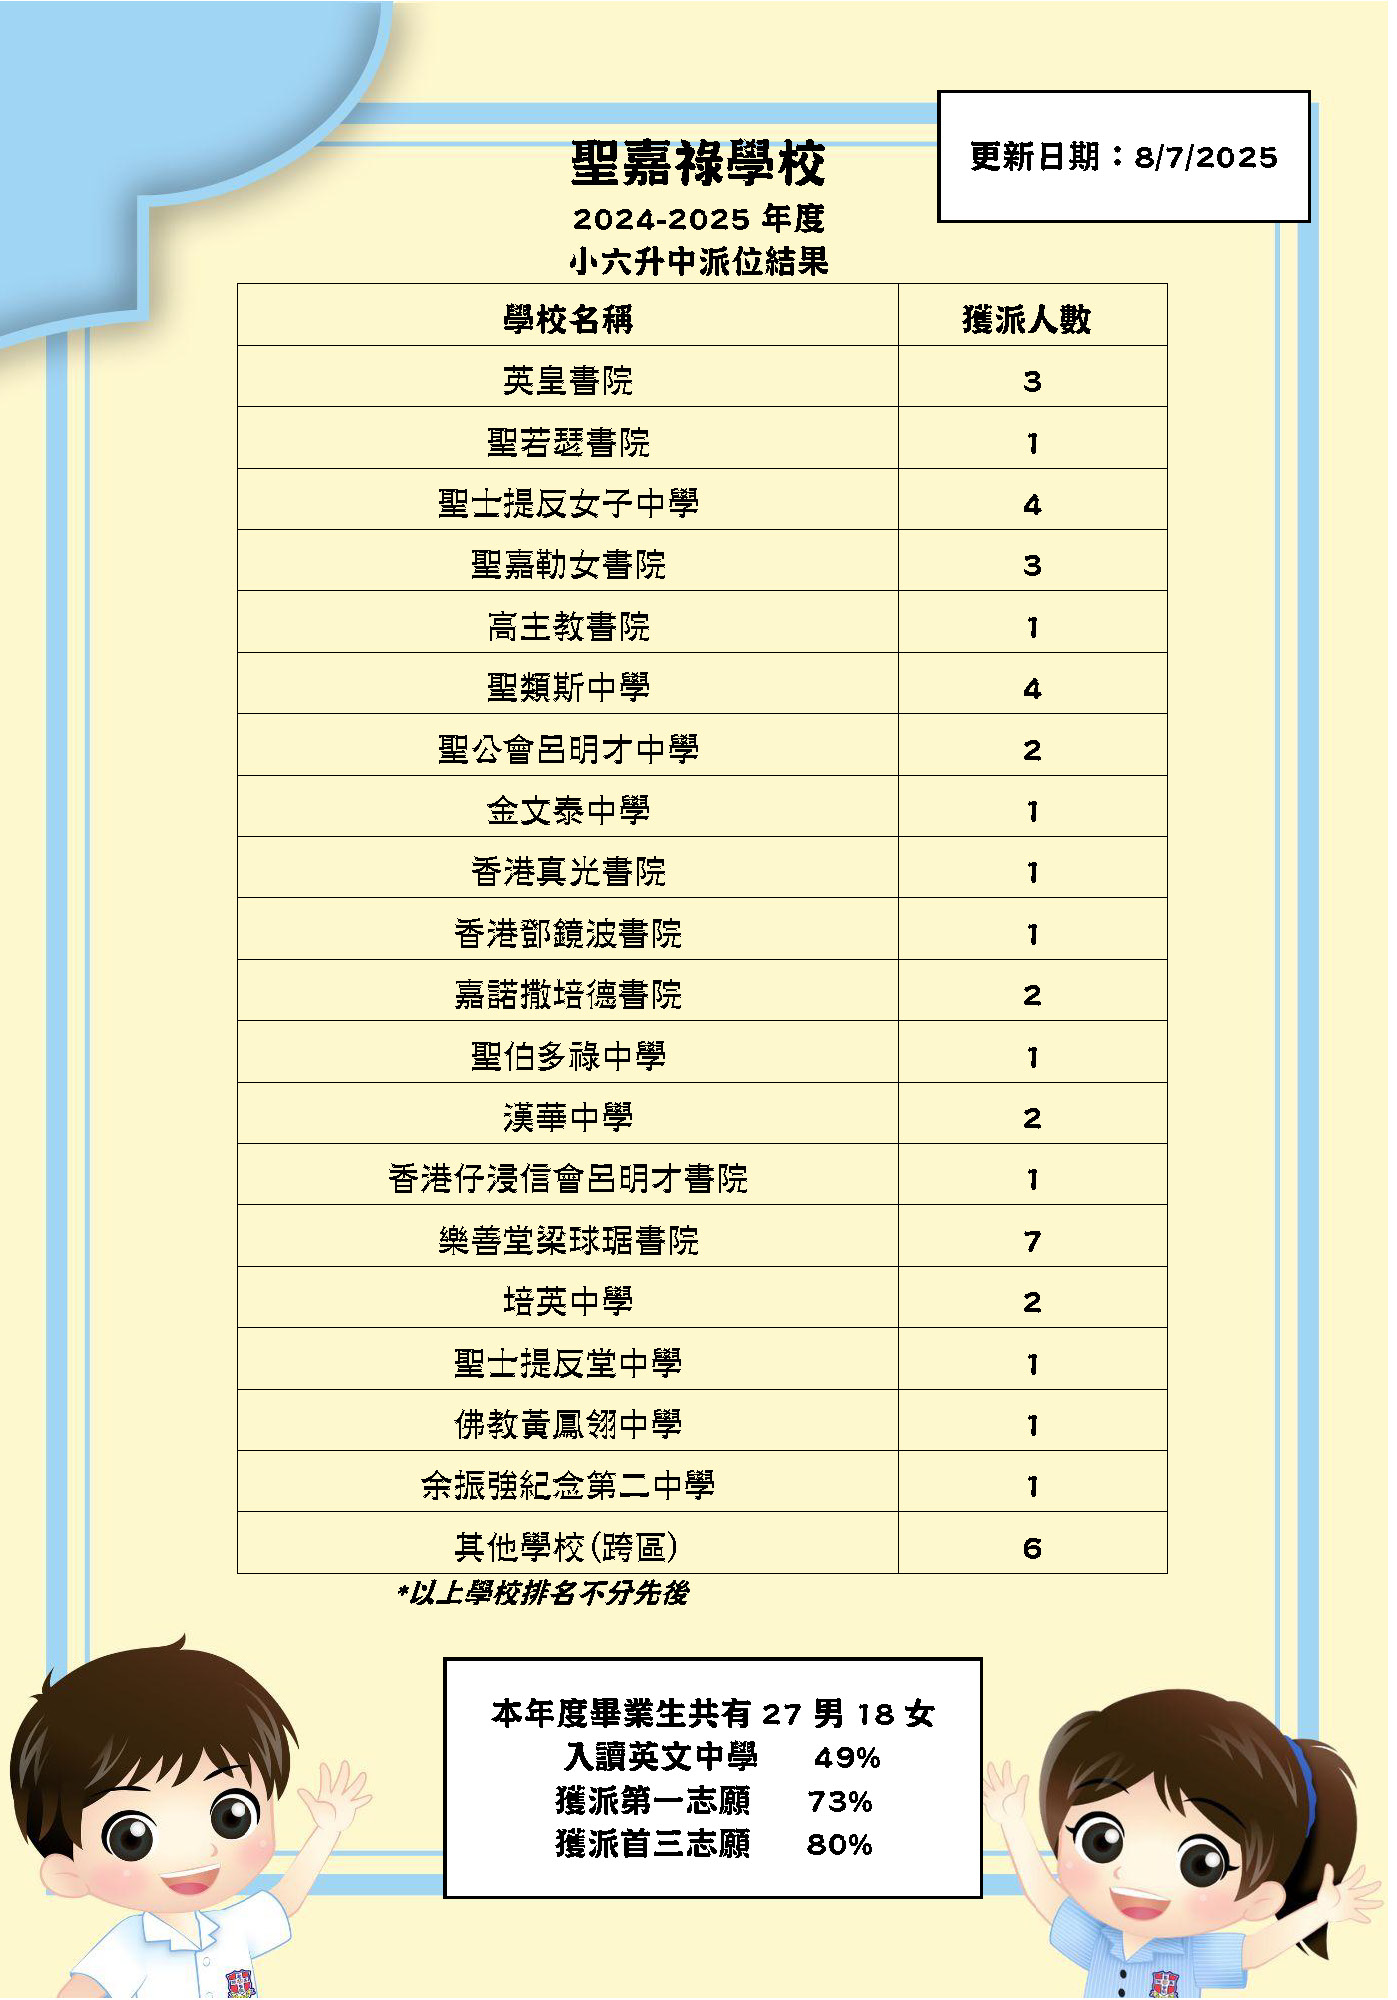 更新日期：8/7/2025
聖嘉祿學校
2024-2025 年度
小六升中派位結果
學校名稱 獲派人數
英皇書院 3
聖若瑟書院 1
聖士提反女子中學 4
聖嘉勒女書院 3
高主教書院 1
聖類斯中學 4
聖公會呂明才中學 2
金文泰中學 1
香港真光書院 1
香港鄧鏡波書院 1
嘉諾撒培德書院 2
聖伯多祿中學 1
漢華中學 2
香港仔浸信會呂明才書院 1
樂善堂梁球琚書院 7
培英中學 2
聖士提反堂中學 1
佛教黃鳳翎中學 1
余振強紀念第二中學 1
其他學校(跨區) 6
*以上學校排名不分先後
本年度畢業生共有 27 男 18 女
入讀英文中學 49%
獲派第一志願 73%
獲派首三志願 80%